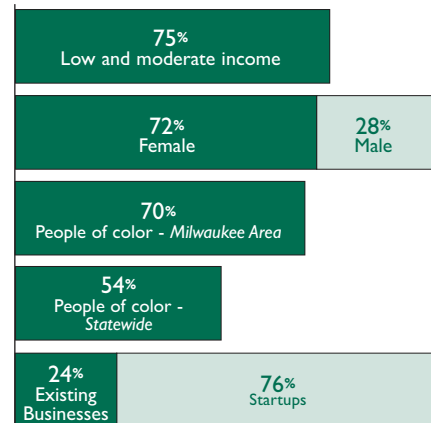 75%
Low and moderate income
72%
Female
28%
Male
70%
People of color - Milwaukee Area
54%
People of color -
Statewide
24%
Existing
Businesses
76%
Startups